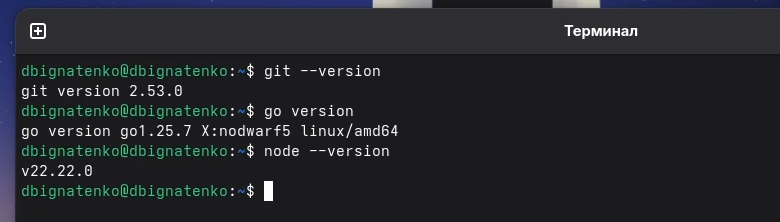 Терминал
dbignatenko@dbignatenko:~$ git --version
git version 2.53.0
dbignatenko@dbignatenko:~$ go version
go version go1.25.7 X:nodwarf5 linux/amd64
dbignatenko@dbignatenko:~$ node --version
v22.22.0
dbignatenko@dbignatenko:~$